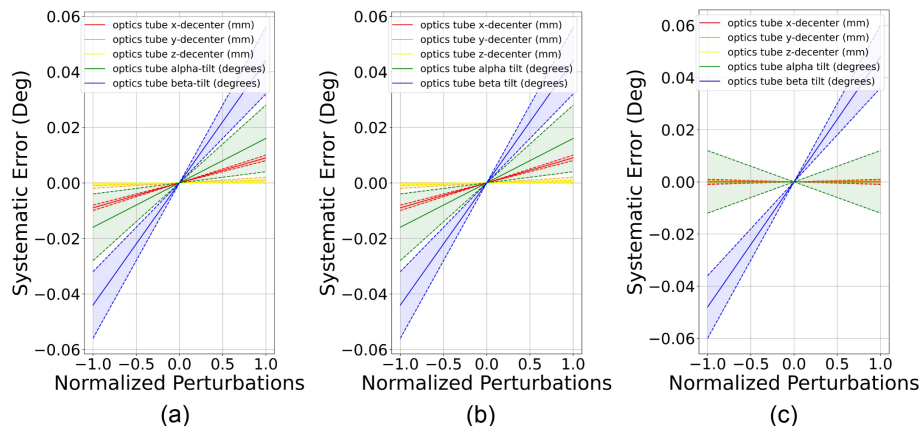 0.06
0.04
0.02
0.00
−0.02
−0.04
−0.06
Systematic Error (Deg)
optics tube x-decenter (mm)
optics tube y-decenter (mm)
optics tube z-decenter (mm)
optics tube alpha-tilt (degrees)
optics tube beta-tilt (degrees)
−1.0 −0.5 0.0 0.5 1.0
Normalized Perturbations
(a)
0.06
0.04
0.02
0.00
−0.02
−0.04
−0.06
Systematic Error (Deg)
optics tube x-decenter (mm)
optics tube y-decenter (mm)
optics tube z-decenter (mm)
optics tube alpha tilt (degrees)
optics tube beta tilt (degrees)
−1.0 −0.5 0.0 0.5 1.0
Normalized Perturbations
(b)
0.06
0.04
0.02
0.00
−0.02
−0.04
−0.06
Systematic Error (Deg)
optics tube x-decenter (mm)
optics tube y-decenter (mm)
optics tube z-decenter (mm)
optics tube alpha tilt (degrees)
optics tube beta tilt (degrees)
−1.0 −0.5 0.0 0.5 1.0
Normalized Perturbations
(c)